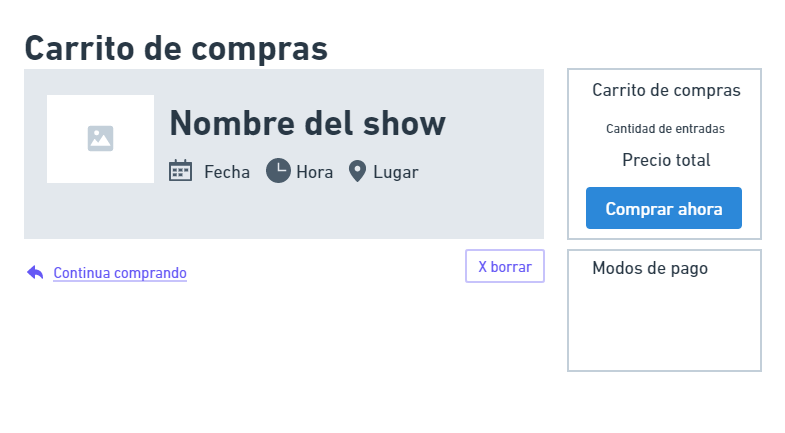 Carrito de compras
Nombre del show
Fecha Hora Lugar
Continua comprando
X borrar
Carrito de compras
Cantidad de entradas
Precio total
Comprar ahora
Modos de pago